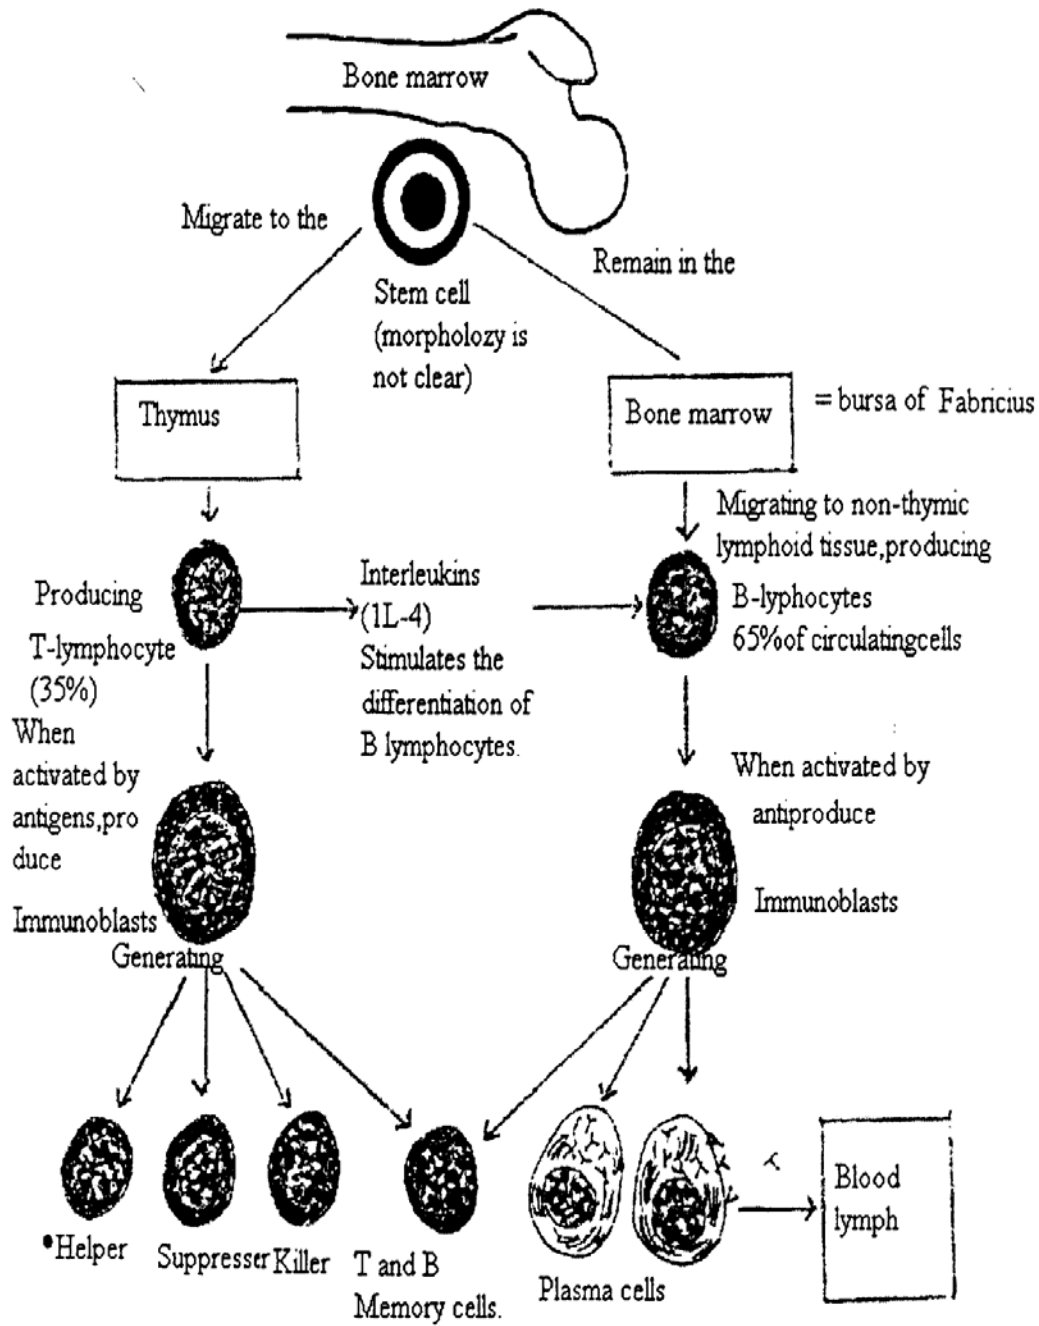 Bone marrow
Migrate to the
Remain in the
Stem cell
(morpholozy is
not clear)
Thymus
Bone marrow
= bursa of Fabricius
Migrating to non-thymic
lymphoid tissue,producing
Producing
T-lymphocyte
(35%)
Interleukins
(1L-4)
Stimulates the
differentiation of
B lymphocytes.
B-lyphocytes
65%of circulatingcells
When
activated by
antigens,pro
duce
Immunoblasts
Generating
When activated by
antiproduce
Immunoblasts
Generating
•Helper
Suppresser
Killer
T and B
Memory cells.
Plasma cells
Blood
lymph